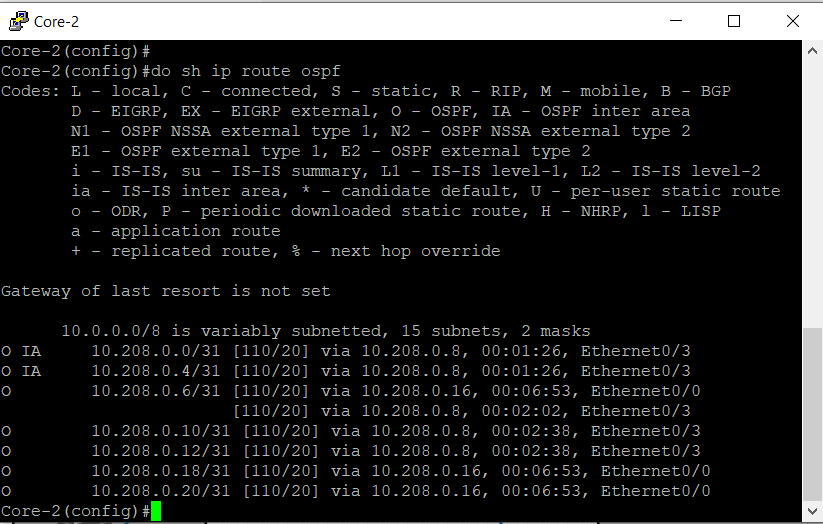 Core-2
Core-2(config)#
Core-2(config)#do sh ip route ospf
Codes: L - local, C - connected, S - static, R - RIP, M - mobile, B - BGP
       D - EIGRP, EX - EIGRP external, O - OSPF, IA - OSPF inter area
       N1 - OSPF NSSA external type 1, N2 - OSPF NSSA external type 2
       E1 - OSPF external type 1, E2 - OSPF external type 2
       i - IS-IS, su - IS-IS summary, L1 - IS-IS level-1, L2 - IS-IS level-2
       ia - IS-IS inter area, * - candidate default, U - per-user static route
       o - ODR, P - periodic downloaded static route, H - NHRP, l - LISP
       a - application route
       + - replicated route, % - next hop override
Gateway of last resort is not set
      10.0.0.0/8 is variably subnetted, 15 subnets, 2 masks
O IA     10.208.0.0/31 [110/20] via 10.208.0.8, 00:01:26, Ethernet0/3
O IA     10.208.0.4/31 [110/20] via 10.208.0.8, 00:01:26, Ethernet0/3
O        10.208.0.6/31 [110/20] via 10.208.0.16, 00:06:53, Ethernet0/0
                       [110/20] via 10.208.0.8, 00:02:02, Ethernet0/3
O        10.208.0.10/31 [110/20] via 10.208.0.8, 00:02:38, Ethernet0/3
O        10.208.0.12/31 [110/20] via 10.208.0.8, 00:02:38, Ethernet0/3
O        10.208.0.18/31 [110/20] via 10.208.0.16, 00:06:53, Ethernet0/0
O        10.208.0.20/31 [110/20] via 10.208.0.16, 00:06:53, Ethernet0/0
Core-2(config)#